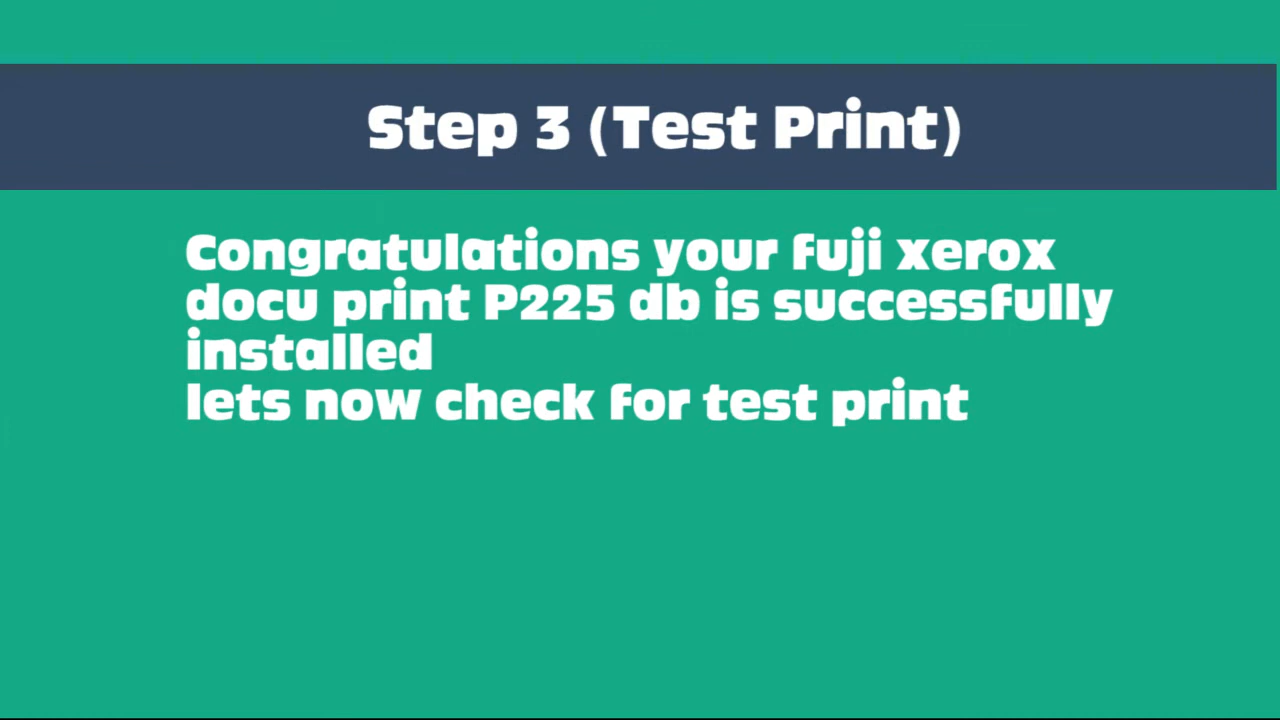 Step 3 (Test Print)
Congratulations your fuji xerox
docu print P225 db is successfully
installed
lets now check for test print